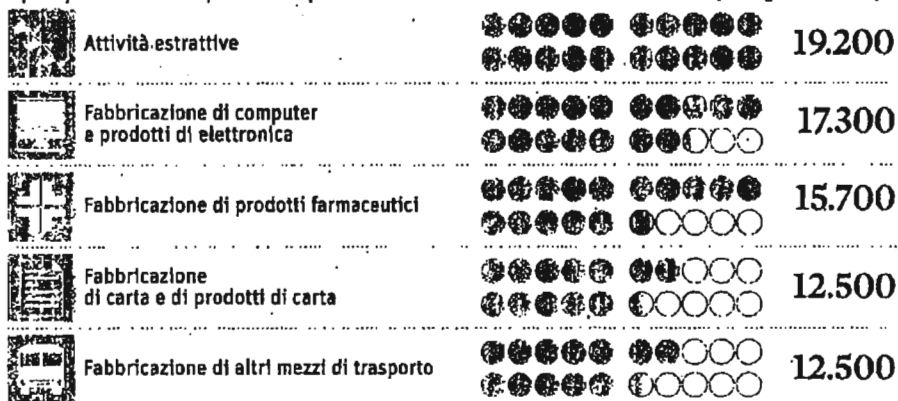 Attività estrattive
19.200
Fabbricazione di computer
e prodotti di elettronica
17.300
Fabbricazione di prodotti farmaceutici
15.700
Fabbricazione
di carta e di prodotti di carta
12.500
Fabbricazione di altri mezzi di trasporto
12.500